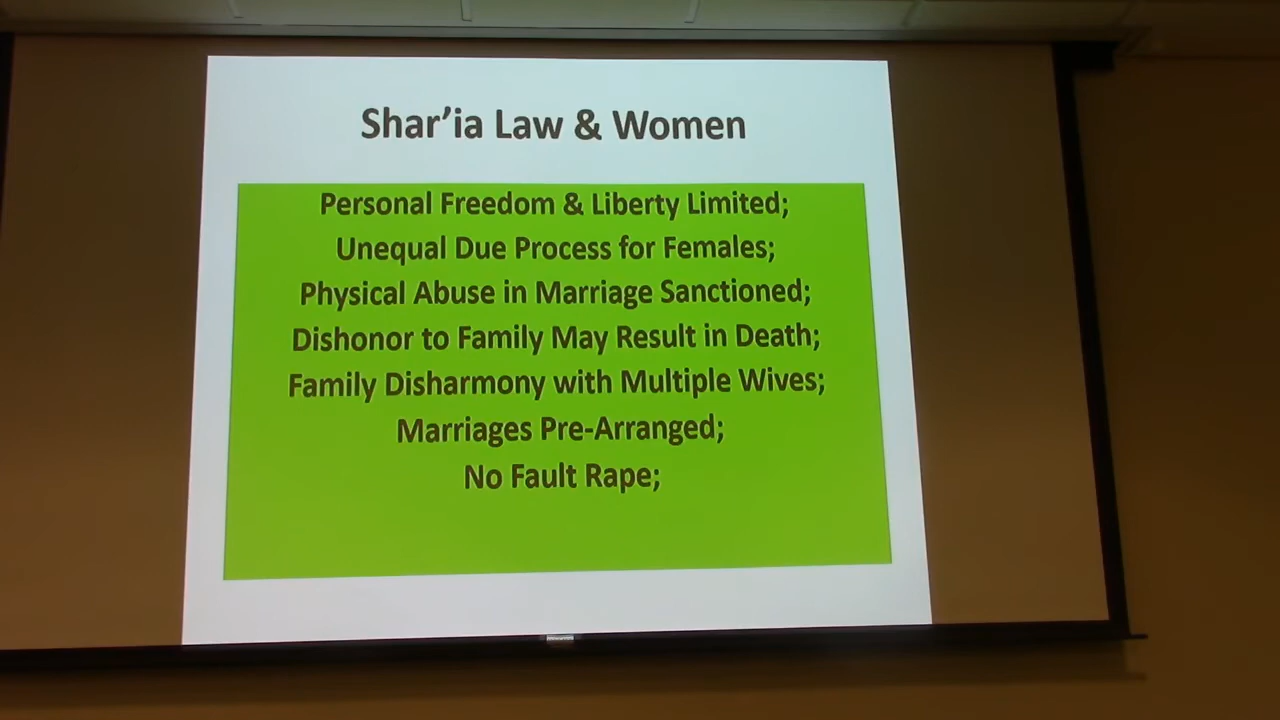 Shar'ia Law & Women
Personal Freedom & Liberty Limited;
Unequal Due Process for Females;
Physical Abuse in Marriage Sanctioned;
Dishonor to Family May Result in Death;
Family Disharmony with Multiple Wives;
Marriages Pre-Arranged;
No Fault Rape;